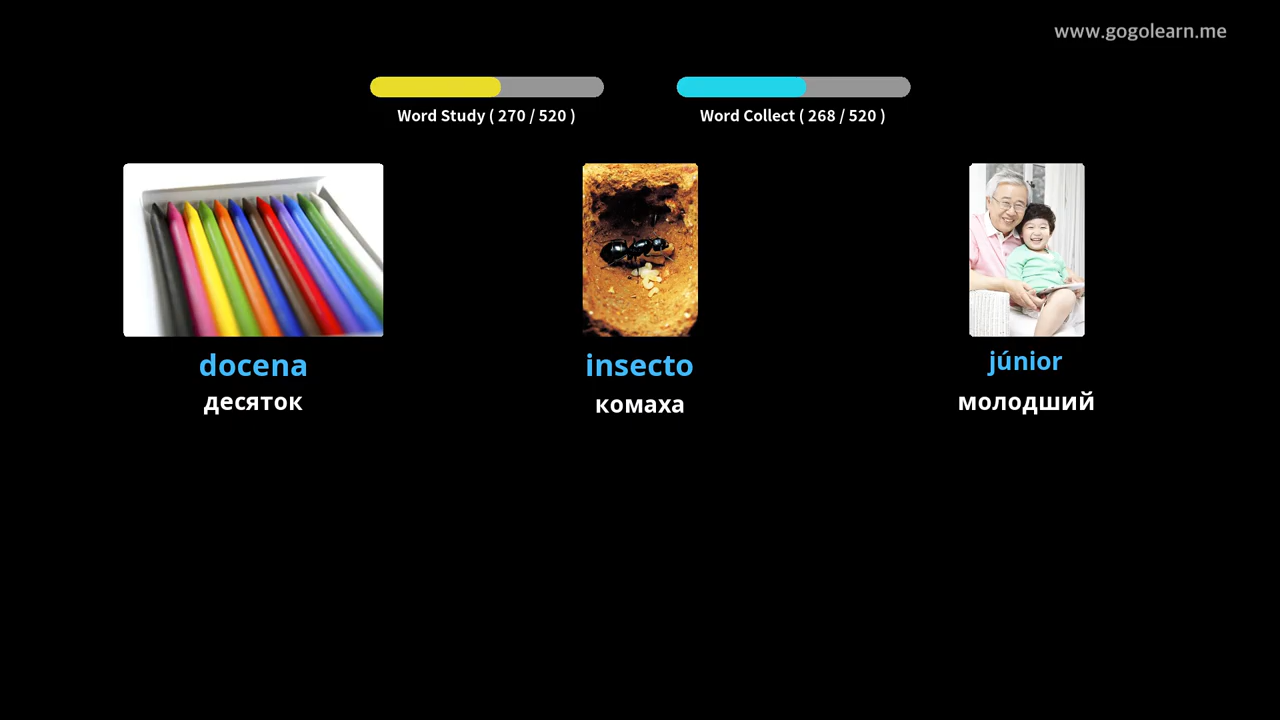 www.gogolearn.me
Word Study ( 270 / 520 )
Word Collect ( 268 / 520 )
docena
insecto
júnior
десяток
комаха
молодший